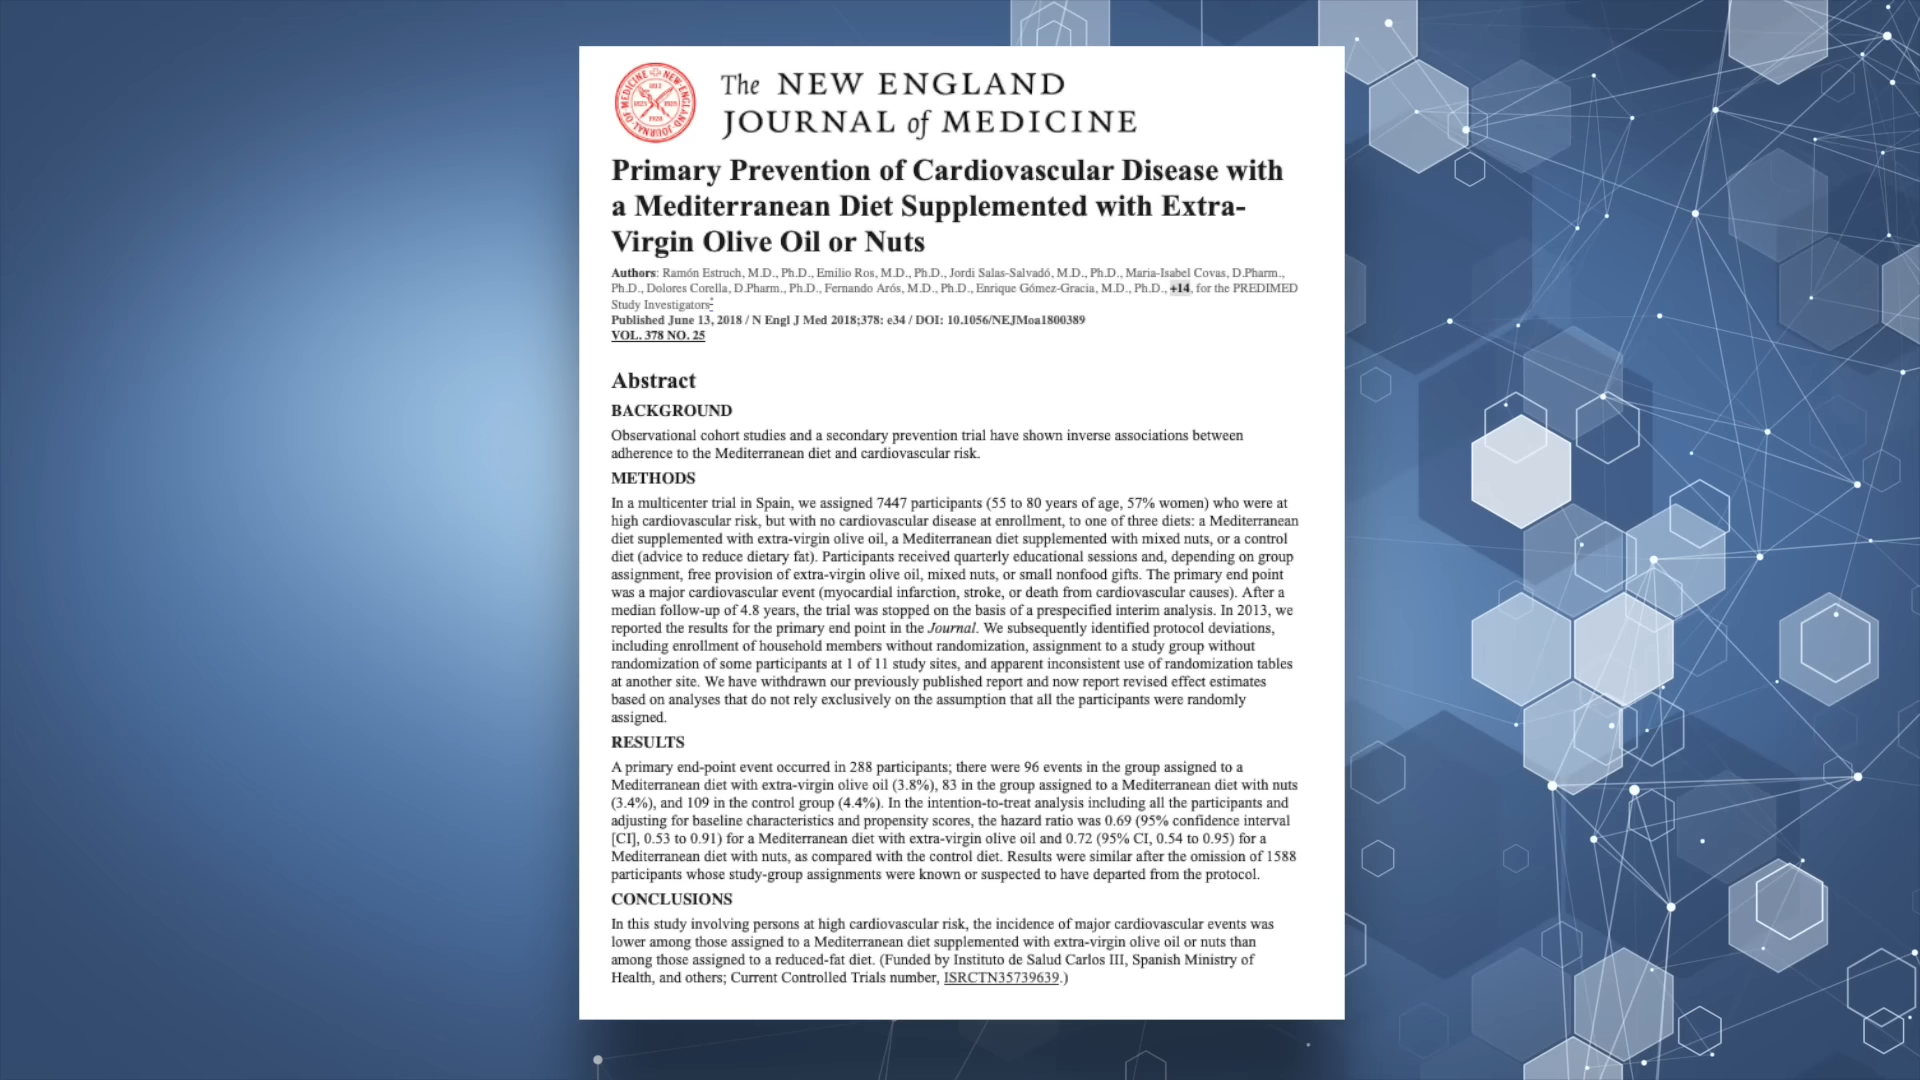 The NEW ENGLAND
JOURNAL of MEDICINE
Primary Prevention of Cardiovascular Disease with
a Mediterranean Diet Supplemented with Extra-
Virgin Olive Oil or Nuts
Authors: Ramón Estruch, M.D., Ph.D., Emilio Ros, M.D., Ph.D., Jordi Salas-Salvadó, M.D., Ph.D., Maria-Isabel Covas, D.Pharm.,
Ph.D., Dolores Corella, D.Pharm., Ph.D., Fernando Arós, M.D., Ph.D., Enrique Gómez-Gracia, M.D., Ph.D., +14, for the PREDIMED
Study Investigators*
Published June 13, 2018 / N Engl J Med 2018;378: e34 / DOI: 10.1056/NEJMoa1800389
VOL. 378 NO. 25
Abstract
BACKGROUND
Observational cohort studies and a secondary prevention trial have shown inverse associations between
adherence to the Mediterranean diet and cardiovascular risk.
METHODS
In a multicenter trial in Spain, we assigned 7447 participants (55 to 80 years of age, 57% women) who were at
high cardiovascular risk, but with no cardiovascular disease at enrollment, to one of three diets: a Mediterranean
diet supplemented with extra-virgin olive oil, a Mediterranean diet supplemented with mixed nuts, or a control
diet (advice to reduce dietary fat). Participants received quarterly educational sessions and, depending on group
assignment, free provision of extra-virgin olive oil, mixed nuts, or small nonfood gifts. The primary end point
was a major cardiovascular event (myocardial infarction, stroke, or death from cardiovascular causes). After a
median follow-up of 4.8 years, the trial was stopped on the basis of a prespecified interim analysis. In 2013, we
reported the results for the primary end point in the Journal. We subsequently identified protocol deviations,
including enrollment of household members without randomization, assignment to a study group without
randomization of some participants at 1 of 11 study sites, and apparent inconsistent use of randomization tables
at another site. We have withdrawn our previously published report and now report revised effect estimates
based on analyses that do not rely exclusively on the assumption that all the participants were randomly
assigned.
RESULTS
A primary end-point event occurred in 288 participants; there were 96 events in the group assigned to a
Mediterranean diet with extra-virgin olive oil (3.8%), 83 in the group assigned to a Mediterranean diet with nuts
(3.4%), and 109 in the control group (4.4%). In the intention-to-treat analysis including all the participants and
adjusting for baseline characteristics and propensity scores, the hazard ratio was 0.69 (95% confidence interval
[CI], 0.53 to 0.91) for a Mediterranean diet with extra-virgin olive oil and 0.72 (95% CI, 0.54 to 0.95) for a
Mediterranean diet with nuts, as compared with the control diet. Results were similar after the omission of 1588
participants whose study-group assignments were known or suspected to have departed from the protocol.
CONCLUSIONS
In this study involving persons at high cardiovascular risk, the incidence of major cardiovascular events was
lower among those assigned to a Mediterranean diet supplemented with extra-virgin olive oil or nuts than
among those assigned to a reduced-fat diet. (Funded by Instituto de Salud Carlos III, Spanish Ministry of
Health, and others; Current Controlled Trials number, ISRCTN35739639.)